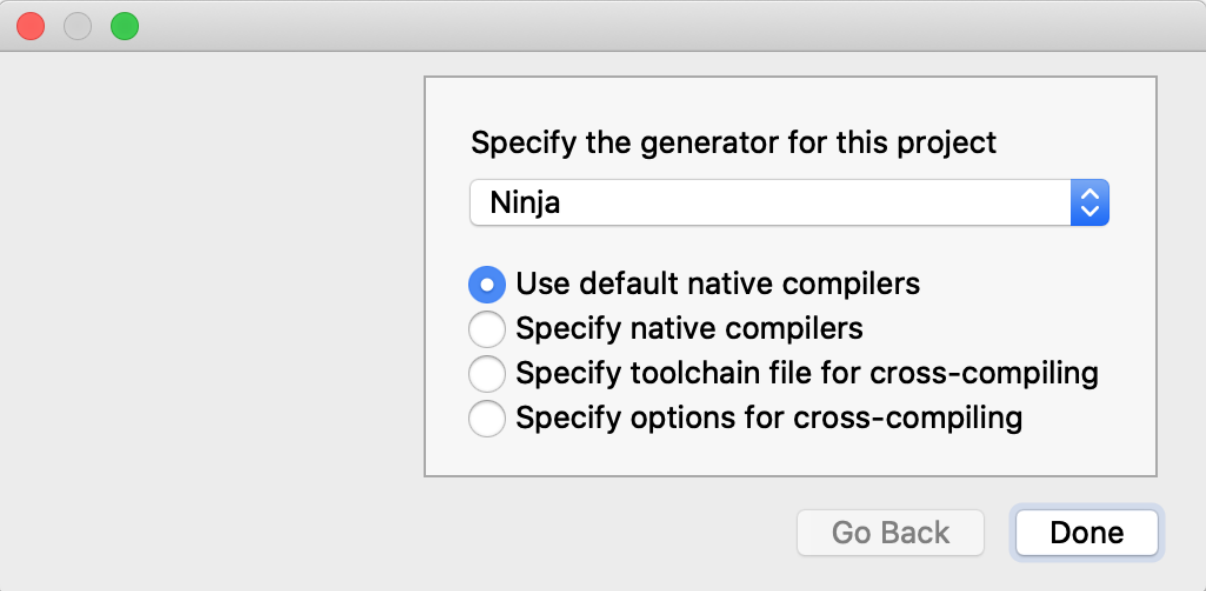 Specify the generator for this project
Ninja
Use default native compilers
Specify native compilers
Specify toolchain file for cross-compiling
Specify options for cross-compiling
Go Back
Done